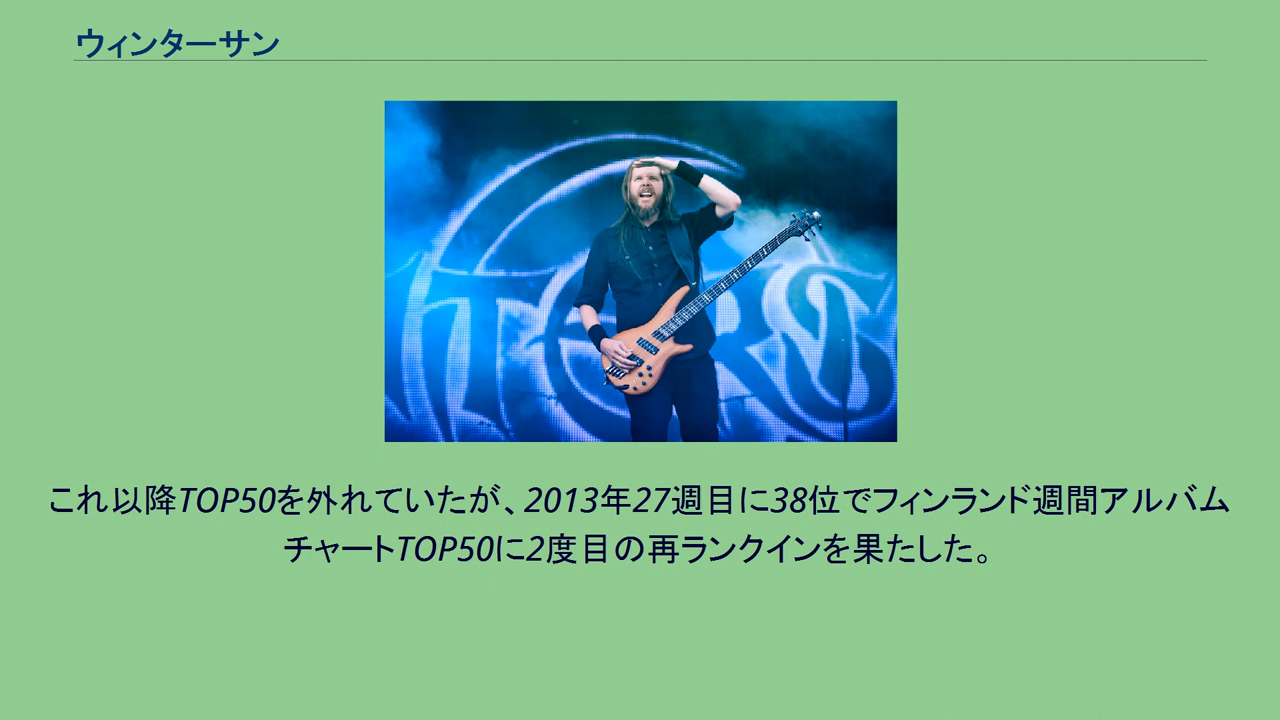 ウィンターサン
これ以降TOP50を外れていたが、2013年27週目に38位でフィンランド週間アルバム
チャートTOP50に2度目の再ランクインを果たした。